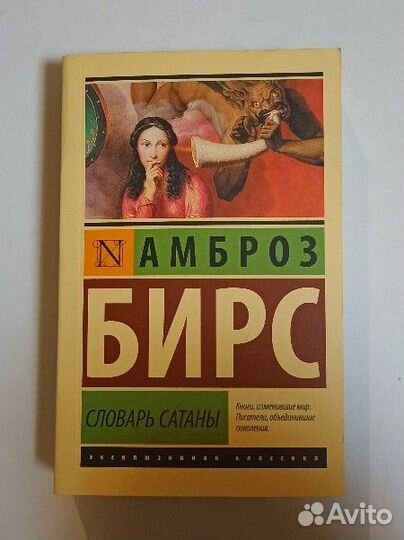 N
АМБРОЗ
БИРС
СЛОВАРЬ САТАНЫ
Книги, изменившие мир.
Писатели, объединившие
поколения.
эксклюзивная классика
Avito